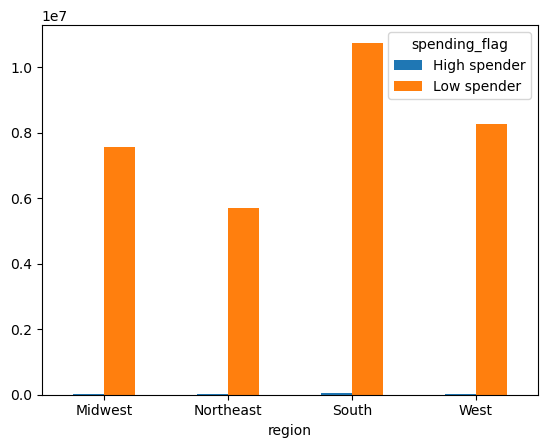 1e7
spending_flag
High spender
Low spender
1.0
0.8
0.6
0.4
0.2
0.0
Midwest Northeast South West
region